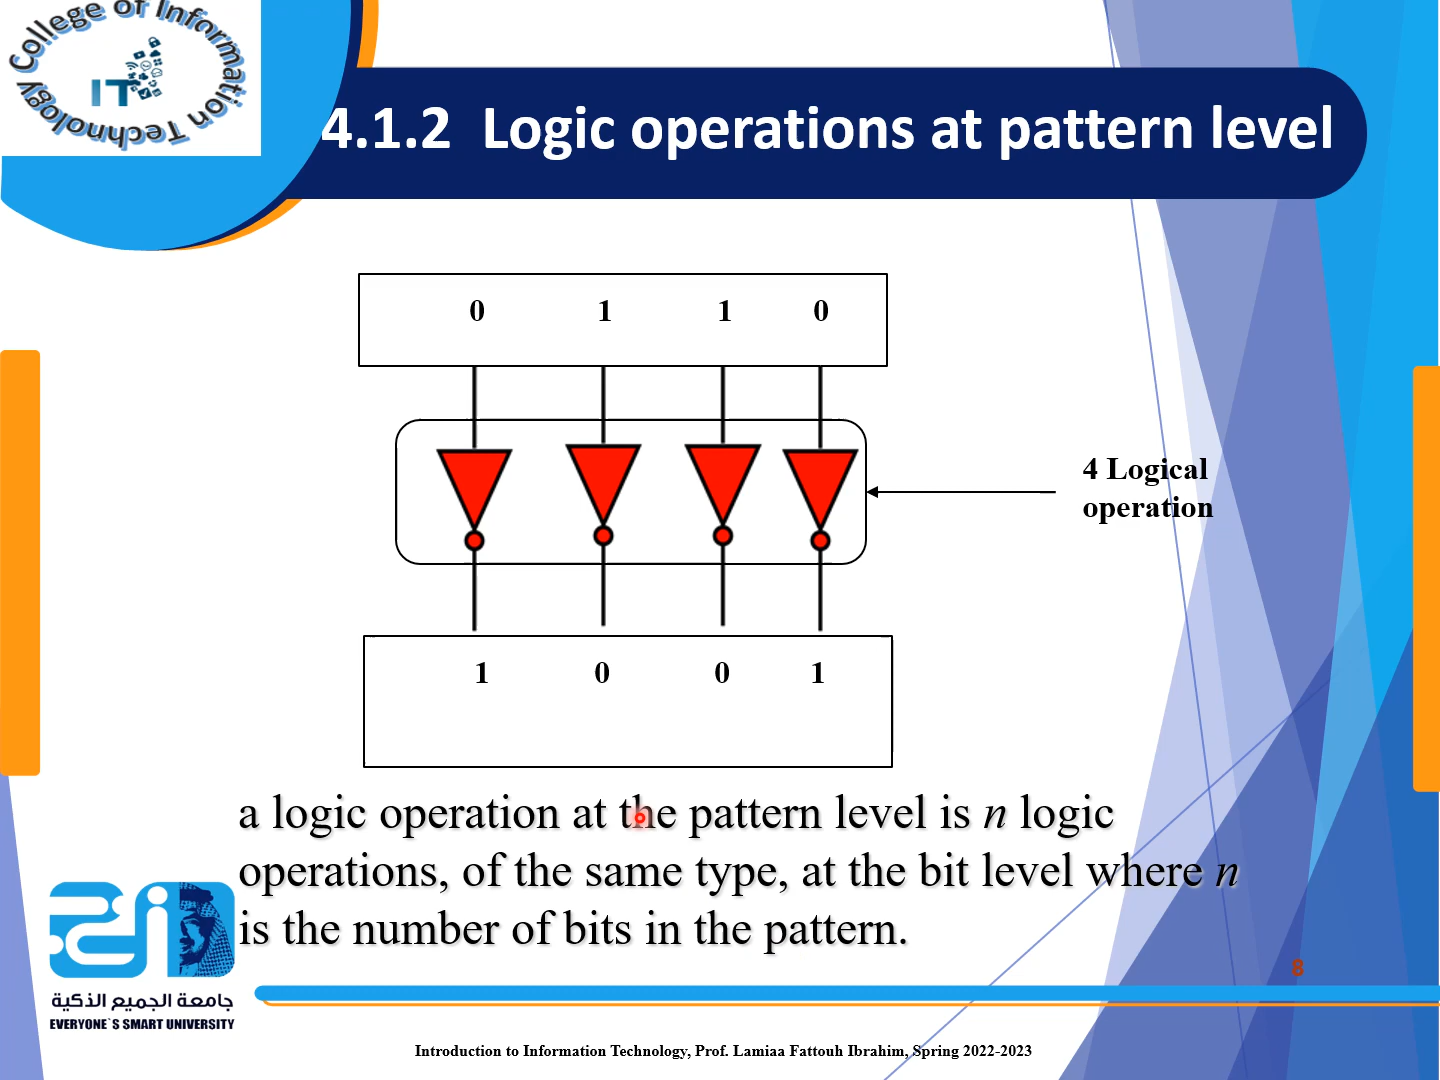 College of Information Technology
IT
4.1.2 Logic operations at pattern level
0 1 1 0
4 Logical
operation
1 0 0 1
a logic operation at the pattern level is n logic
operations, of the same type, at the bit level where n
is the number of bits in the pattern.
8
جامعة الجميع الذكية
EVERYONE`S SMART UNIVERSITY
Introduction to Information Technology, Prof. Lamiaa Fattouh Ibrahim, Spring 2022-2023